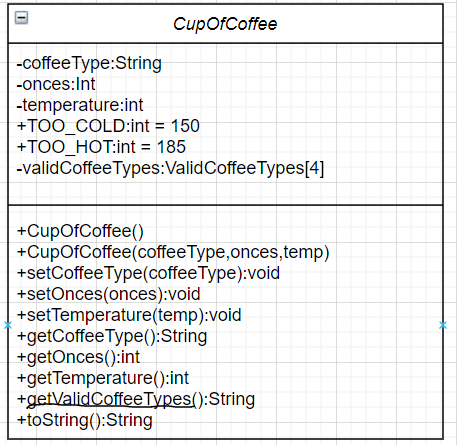 CupOfCoffee
-coffeeType:String
-onces:Int
-temperature:int
+TOO_COLD:int = 150
+TOO_HOT:int = 185
-validCoffeeTypes:ValidCoffeeTypes[4]
+CupOfCoffee()
+CupOfCoffee(coffeeType,onces,temp)
+setCoffeeType(coffeeType):void
+setOnces(onces):void
+setTemperature(temp):void
+getCoffeeType():String
+getOnces():int
+getTemperature():int
+getValidCoffeeTypes():String
+toString():String